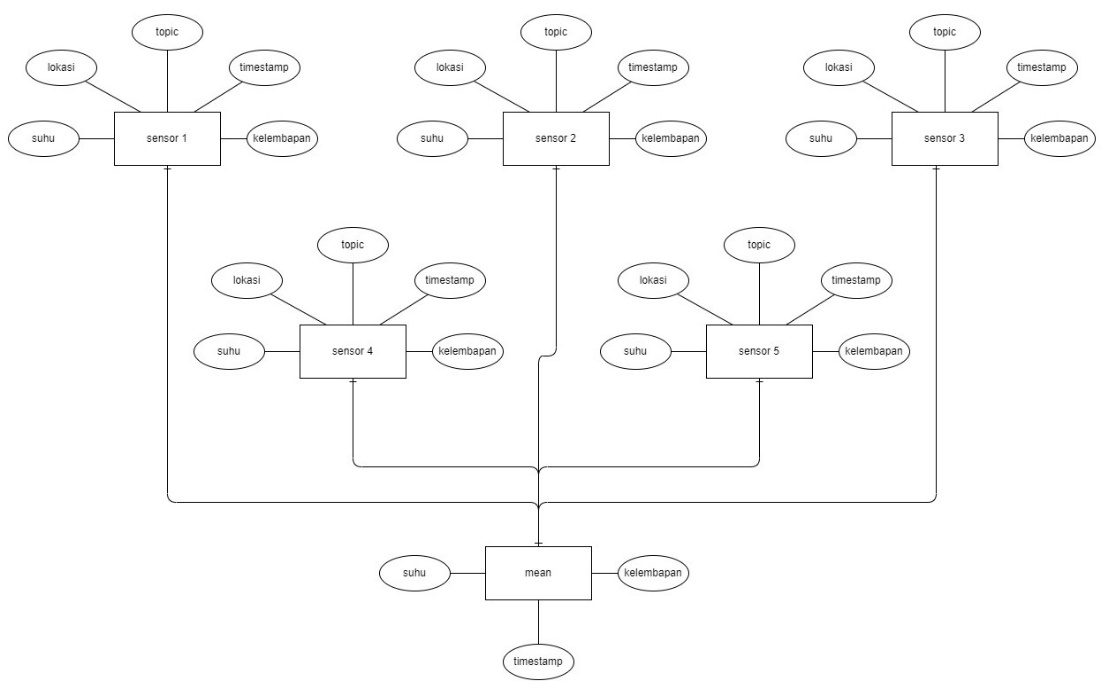 topic
lokasi
timestamp
suhu
sensor 1
kelembapan
topic
lokasi
timestamp
suhu
sensor 2
kelembapan
topic
lokasi
timestamp
suhu
sensor 3
kelembapan
topic
lokasi
timestamp
suhu
sensor 4
kelembapan
topic
lokasi
timestamp
suhu
sensor 5
kelembapan
suhu
mean
kelembapan
timestamp